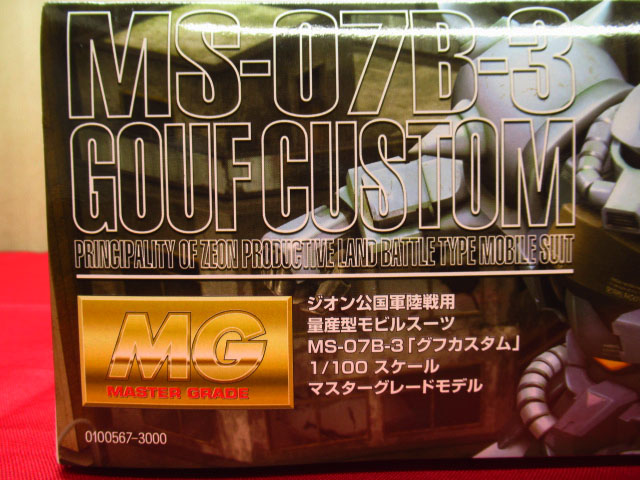 MS-07B-3
GOUF CUSTOM
PRINCIPALITY OF ZEON PRODUCTIVE LAND BATTLE TYPE MOBILE SUIT
MG
MASTER GRADE
ジオン公国軍陸戦用
量産型モビルスーツ
MS-07B-3「グフカスタム」
1/100 スケール
マスターグレードモデル
0100567-3000